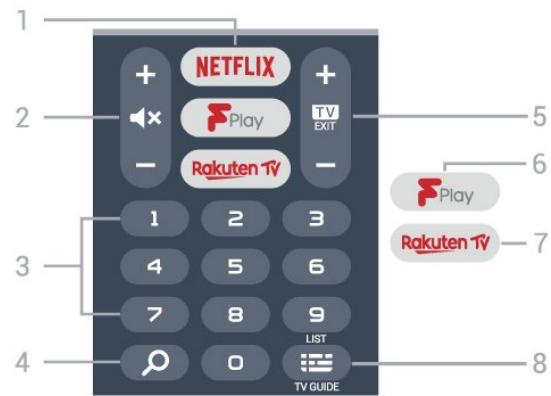 1
NETFLIX
+
+
2
F Play
TV
EXIT
5
−
−
6
Rakuten TV
F Play
1
2
3
3
Rakuten TV
7
4
5
6
7
8
9
LIST
4
0
8
TV GUIDE